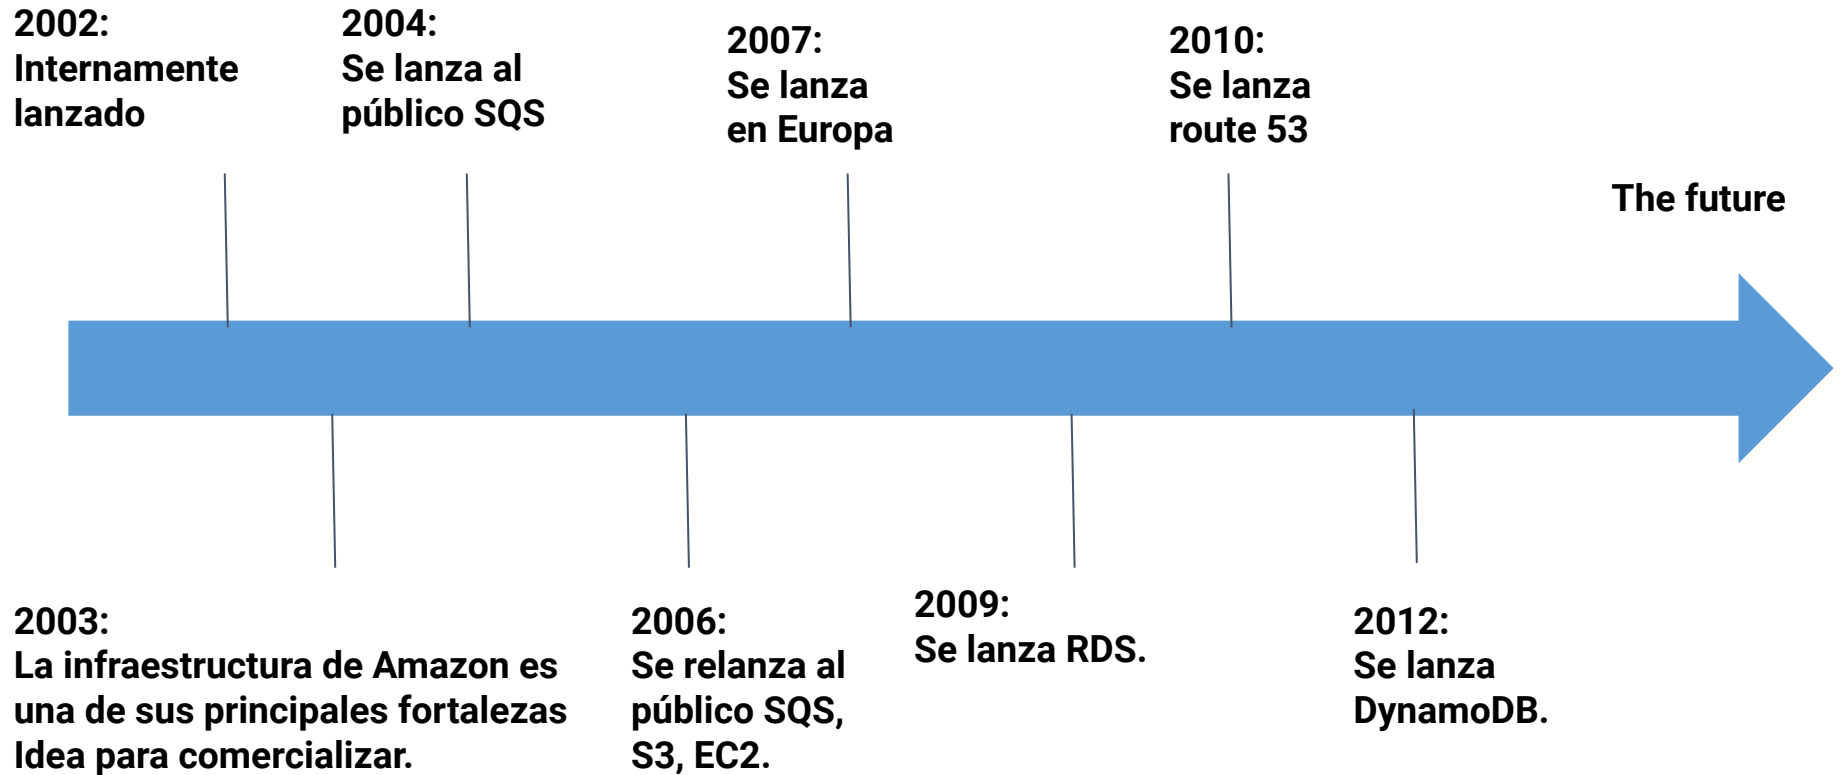 2002:
Internamente
lanzado
2004:
Se lanza al
público SQS
2007:
Se lanza
en Europa
2010:
Se lanza
route 53
The future
2003:
La infraestructura de Amazon es
una de sus principales fortalezas
Idea para comercializar.
2006:
Se relanza al
público SQS,
S3, EC2.
2009:
Se lanza RDS.
2012:
Se lanza
DynamoDB.